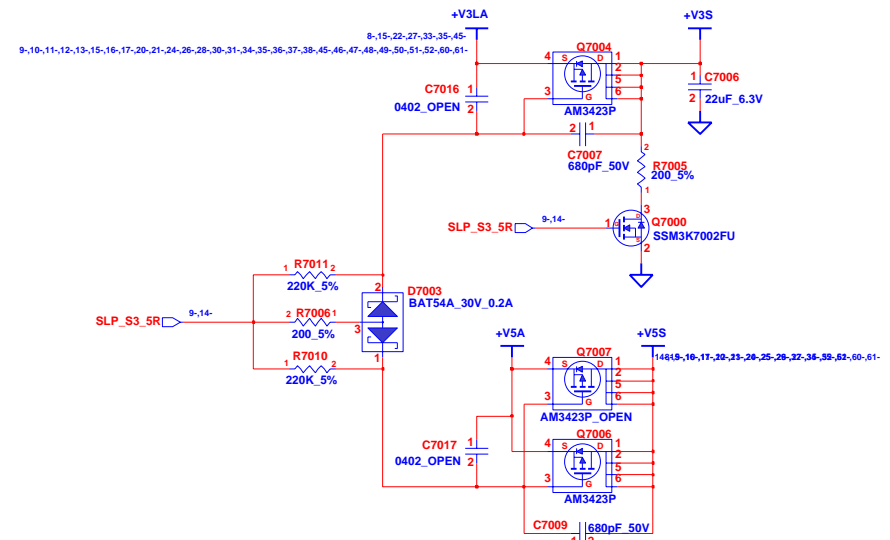 +V3LA
+V3S
8-,15-,22-,27-,33-,35-,45-
9-,10-,11-,12-,13-,15-,16-,17-,20-,21-,24-,26-,28-,30-,31-,34-,35-,36-,37-,38-,45-,46-,47-,48-,49-,50-,51-,52-,60-,61-
Q7004
4 S D 1
2
5
3 G 6
AM3423P
C7016
1
0402_OPEN
2
1 C7006
2 22uF_6.3V
2 1
C7007
680pF_50V
2
R7005
200_5%
1
SLP_S3_5R
9-,14-
1 G D S 3
2
Q7000
SSM3K7002FU
R7011
1 2
220K_5%
SLP_S3_5R
9-,14-
2 R7006 1
200_5%
R7010
1 2
220K_5%
D7003
2
BAT54A_30V_0.2A
3
1
+V5A
+V5S
Q7007
4 S D 1
2
5
3 G 6
AM3423P_OPEN
Q7006
4 S D 1
2
5
3 G 6
AM3423P
C7017
1
0402_OPEN
2
C7009
680pF_50V
1 2